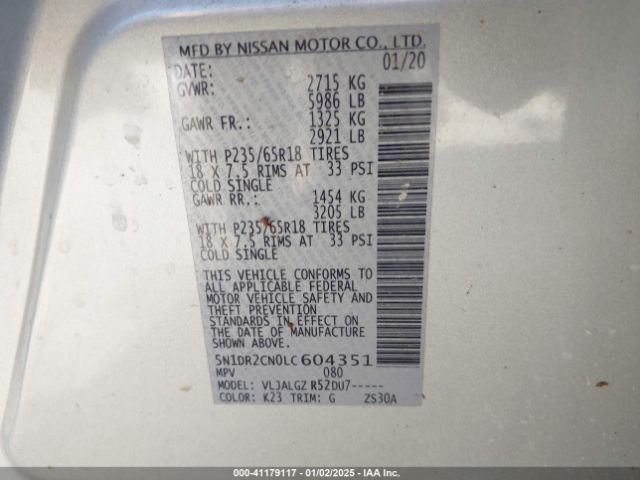 MFD BY NISSAN MOTOR CO., LTD.
DATE: 01/20
GVWR: 2715 KG
5986 LB
GAWR FR.: 1325 KG
2921 LB
WITH P235/65R18 TIRES
18 X 7.5 RIMS AT 33 PSI
COLD SINGLE
GAWR RR.: 1454 KG
3205 LB
WITH P235/65R18 TIRES
18 X 7.5 RIMS AT 33 PSI
COLD SINGLE
THIS VEHICLE CONFORMS TO
ALL APPLICABLE FEDERAL
MOTOR VEHICLE SAFETY AND
THEFT PREVENTION
STANDARDS IN EFFECT ON
THE DATE OF MANUFACTURE
SHOWN ABOVE.
5N1DR2CN0LC604351
MPV 080
MODEL: VLJALGZ R52DU7-----
COLOR: K23 TRIM: G ZS30A
000-41179117 - 01/02/2025 - IAA Inc.